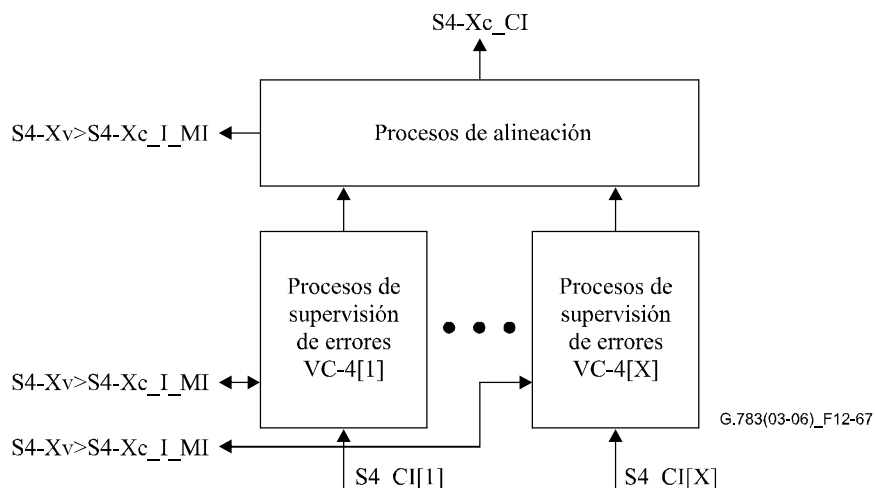 S4-Xc_CI
S4-Xv>S4-Xc_I_MI
Procesos de alineación
Procesos de
supervisión
de errores
VC-4[1]
Procesos de
supervisión
de errores
VC-4[X]
S4-Xv>S4-Xc_I_MI
G.783(03-06)_F12-67
S4-Xv>S4-Xc_I_MI
S4_CI[1]
S4_CI[X]